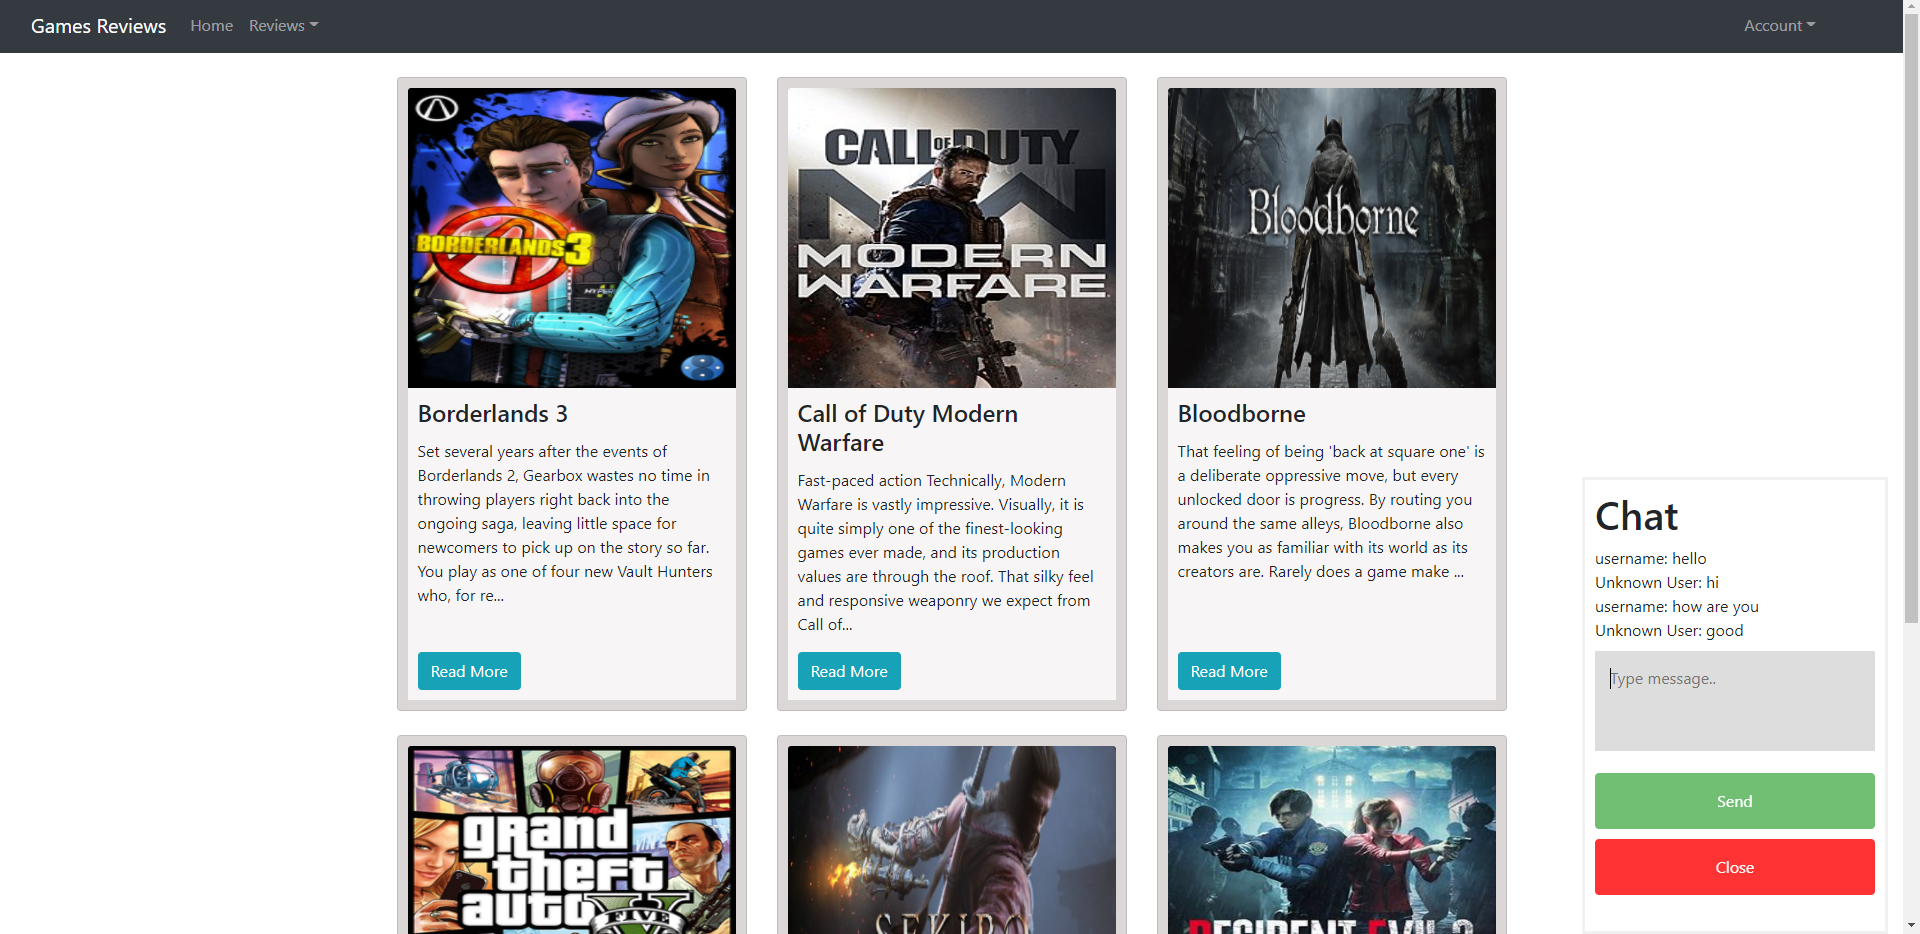 Games Reviews Home Reviews Account
BORDERLANDS 3
CALL OF DUTY
MW
MODERN
WARFARE
Bloodborne
Borderlands 3
Set several years after the events of
Borderlands 2, Gearbox wastes no time in
throwing players right back into the
ongoing saga, leaving little space for
newcomers to pick up on the story so far.
You play as one of four new Vault Hunters
who, for re...
Read More
Call of Duty Modern
Warfare
Fast-paced action Technically, Modern
Warfare is vastly impressive. Visually, it is
quite simply one of the finest-looking
games ever made, and its production
values are through the roof. That silky feel
and responsive weaponry we expect from
Call of...
Read More
Bloodborne
That feeling of being 'back at square one' is
a deliberate oppressive move, but every
unlocked door is progress. By routing you
around the same alleys, Bloodborne also
makes you as familiar with its world as its
creators are. Rarely does a game make ...
Read More
grand
theft
auto
V
FIVE
SEKIRO
RESIDENT EVIL 2
Chat
username: hello
Unknown User: hi
username: how are you
Unknown User: good
Type message..
Send
Close